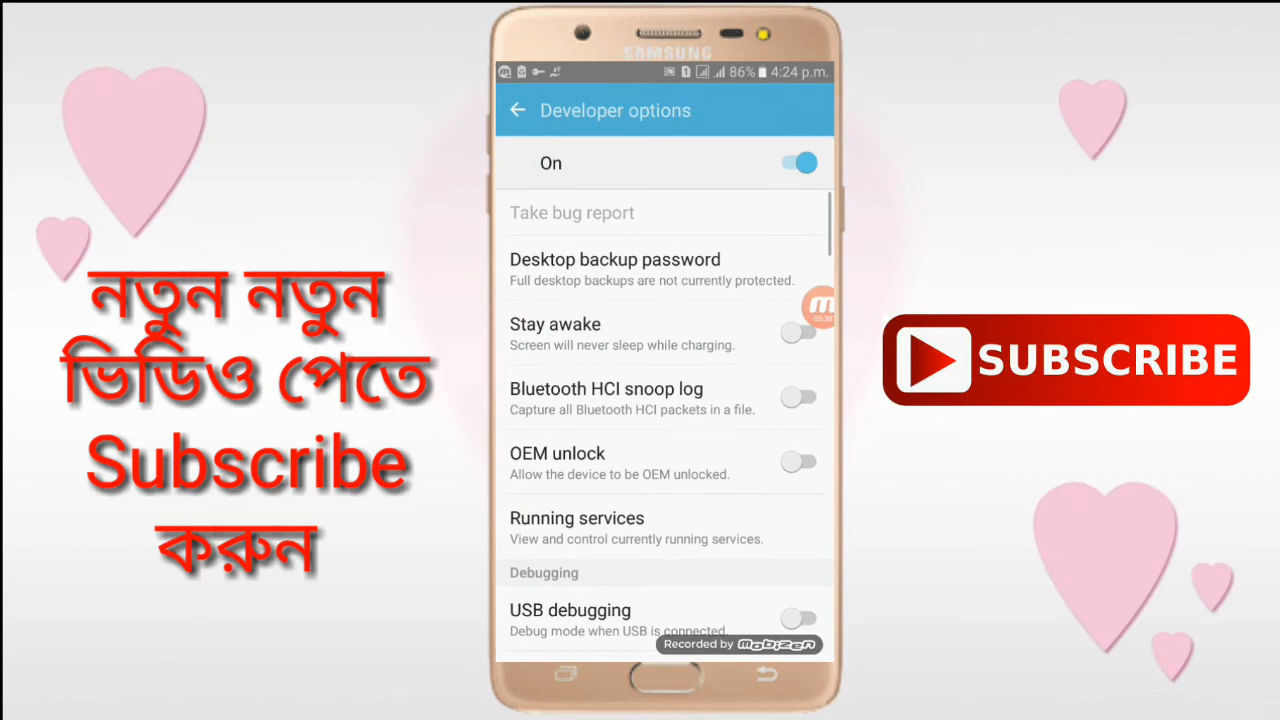 SAMSUNG
86% 4:24 p.m.
Developer options
On
Take bug report
Desktop backup password
Full desktop backups are not currently protected.
Stay awake
Screen will never sleep while charging.
05:38
Bluetooth HCI snoop log
Capture all Bluetooth HCI packets in a file.
OEM unlock
Allow the device to be OEM unlocked.
Running services
View and control currently running services.
Debugging
USB debugging
Debug mode when USB is connected.
Recorded by mobizen
নতুন নতুন
ভিডিও পেতে
Subscribe
করুন
SUBSCRIBE